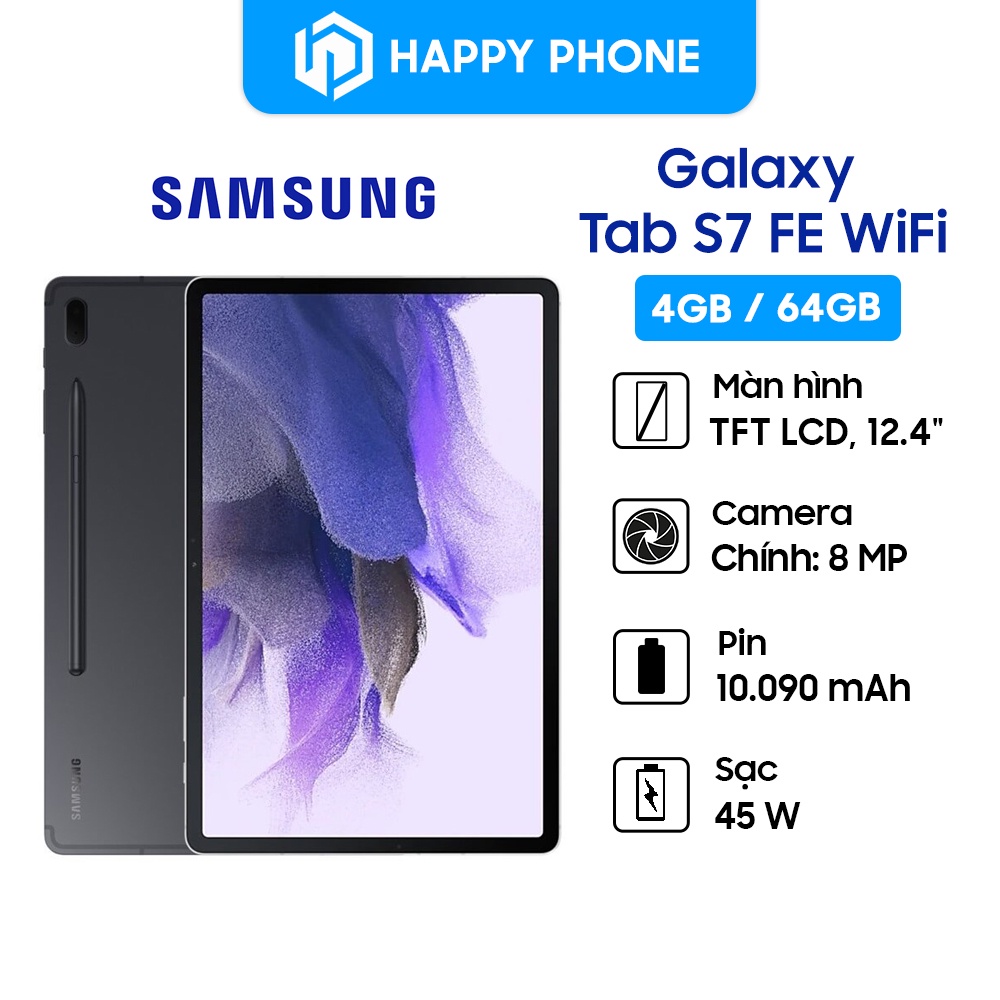 HAPPY PHONE
SAMSUNG
Galaxy
Tab S7 FE WiFi
4GB / 64GB
Màn hình
TFT LCD, 12.4"
Camera
Chính: 8 MP
Pin
10.090 mAh
Sạc
45 W
SAMSUNG